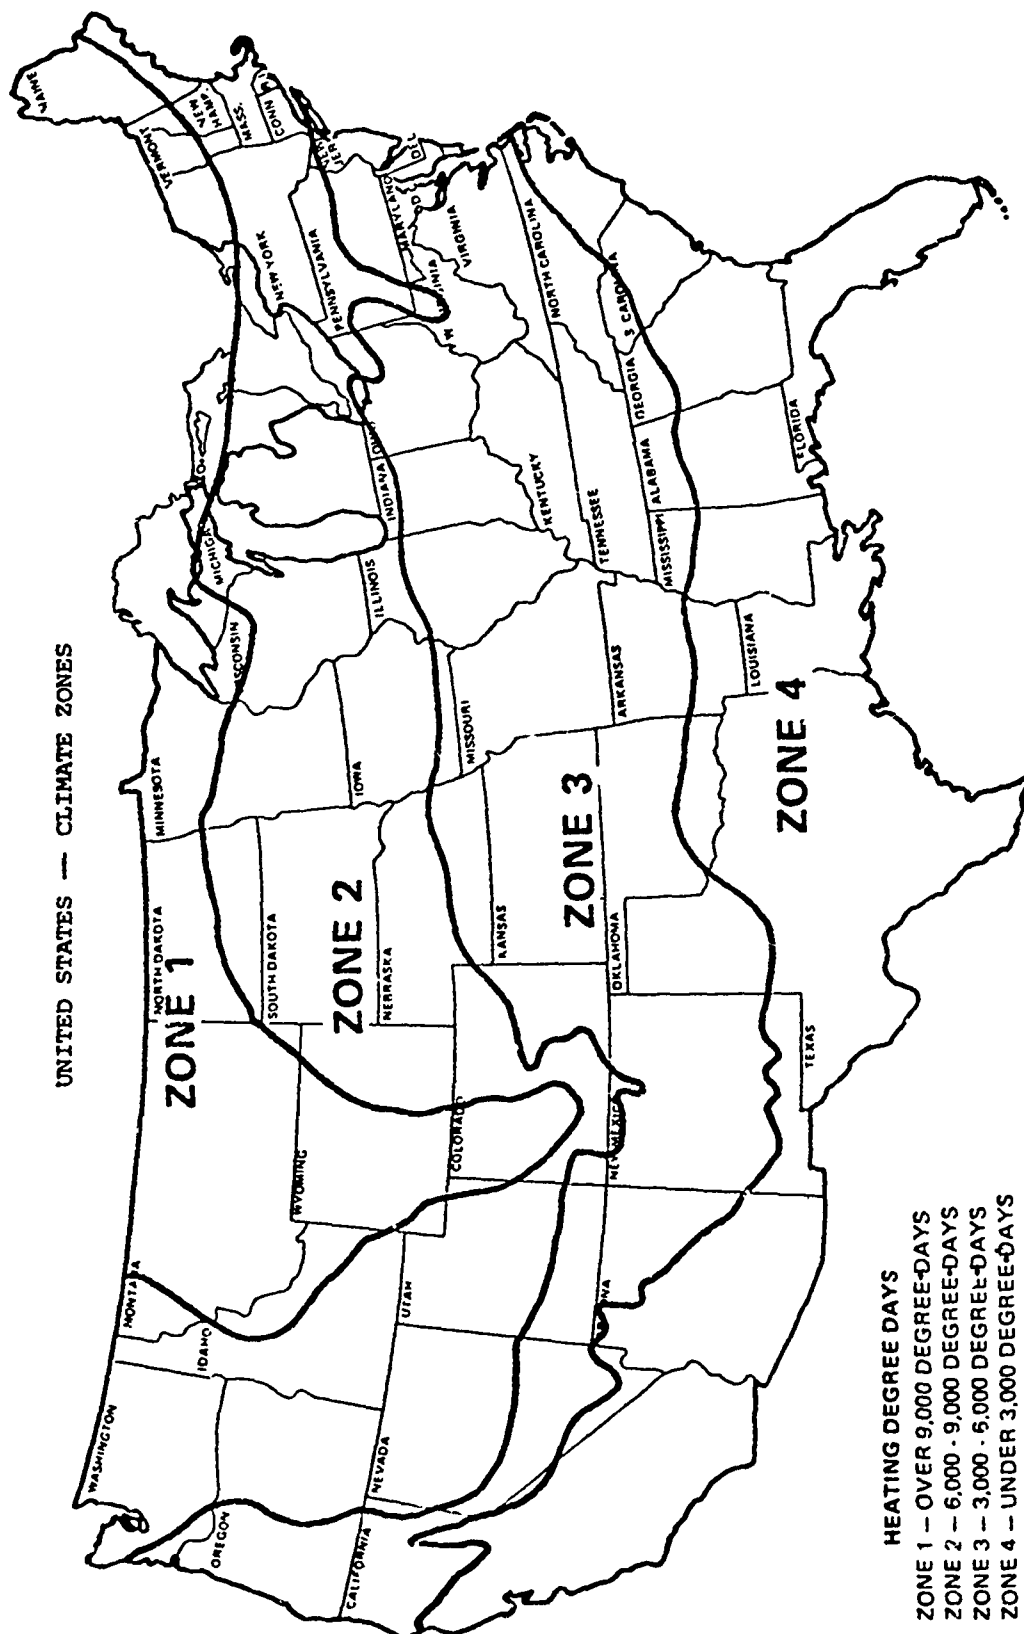 UNITED STATES — CLIMATE ZONES
WASHINGTON
MONTANA
NORTH DAKOTA
MINNESOTA
ZONE 1
OREGON
IDAHO
WYOMING
SOUTH DAKOTA
MICHIGA
VERMONT
MAINE
NEW
HAMP.
MASS.
CONN
NEW YORK
ZONE 2
CALIFORNIA
NEVADA
UTAH
COLORADO
NEBRASKA
IOWA
ILLINOIS
INDIANA
PENNSYLVANIA
NEW
JER
DEL
MARYLAND
KANSAS
MISSOURI
KENTUCKY
VIRGINIA
ZONE 3
NEW MEXICO
OKLAHOMA
ARKANSAS
TENNESSEE
NORTH CAROLINA
MISSISSIPPI
ALABAMA
GEORGIA
S CAROLINA
ZONE 4
TEXAS
LOUISIANA
FLORIDA
HEATING DEGREE DAYS
ZONE 1 – OVER 9,000 DEGREE-DAYS
ZONE 2 – 6,000 - 9,000 DEGREE-DAYS
ZONE 3 – 3,000 - 6,000 DEGREE-DAYS
ZONE 4 – UNDER 3,000 DEGREE-DAYS